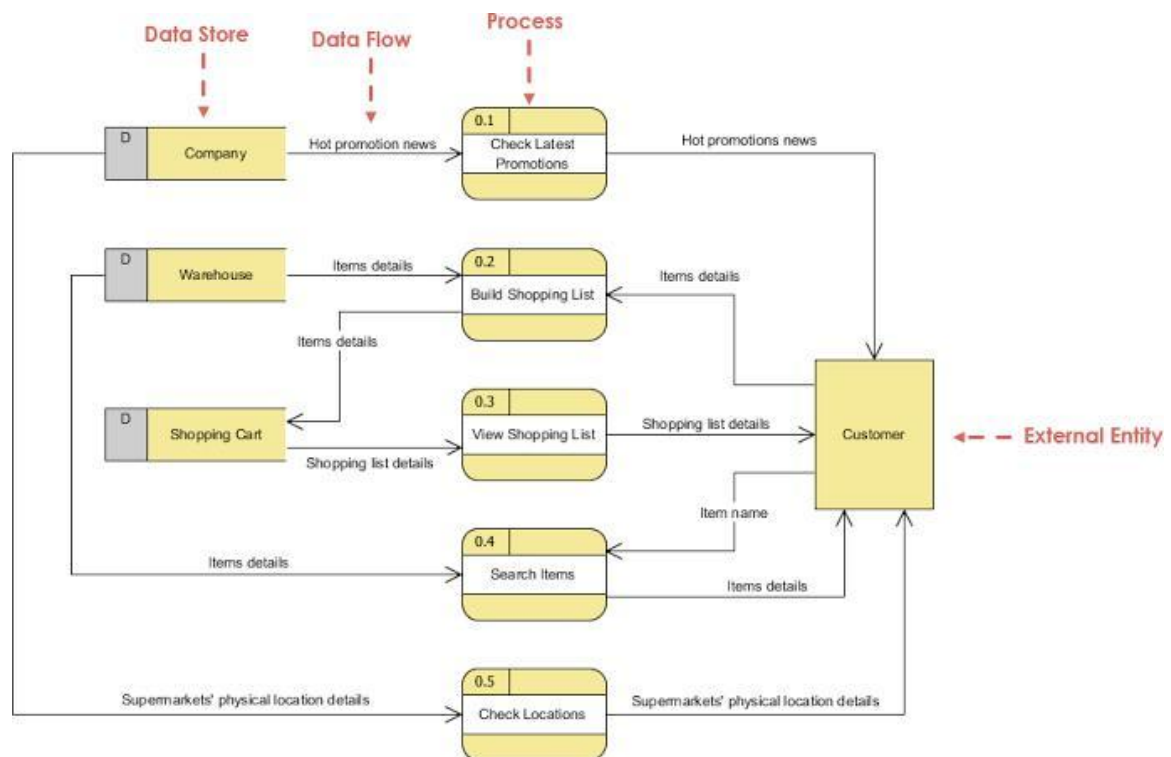 Data Store
Data Flow
Process
D
Company
Hot promotion news
0.1
Check Latest
Promotions
Hot promotions news
D
Warehouse
Items details
0.2
Build Shopping List
Items details
Items details
D
Shopping Cart
Shopping list details
0.3
View Shopping List
Shopping list details
Customer
External Entity
Item name
Items details
0.4
Search Items
Items details
Supermarkets' physical location details
0.5
Check Locations
Supermarkets' physical location details